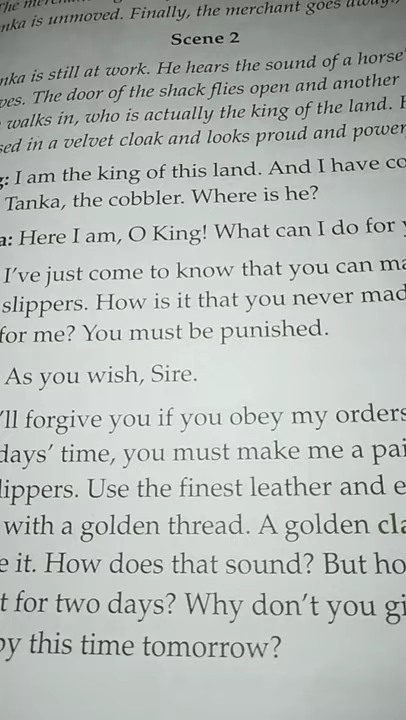 nka is unmoved. Finally, the merchant goes away
Scene 2
nka is still at work. He hears the sound of a horse'
ves. The door of the shack flies open and another
walks in, who is actually the king of the land.
sed in a velvet cloak and looks proud and power
g: I am the king of this land. And I have co
Tanka, the cobbler. Where is he?
a: Here I am, O King! What can I do for y
I've just come to know that you can ma
slippers. How is it that you never mad
for me? You must be punished.
As you wish, Sire.
'll forgive you if you obey my orders
days' time, you must make me a pai
lippers. Use the finest leather and e
with a golden thread. A golden cla
e it. How does that sound? But ho
t for two days? Why don't you gi
by this time tomorrow?